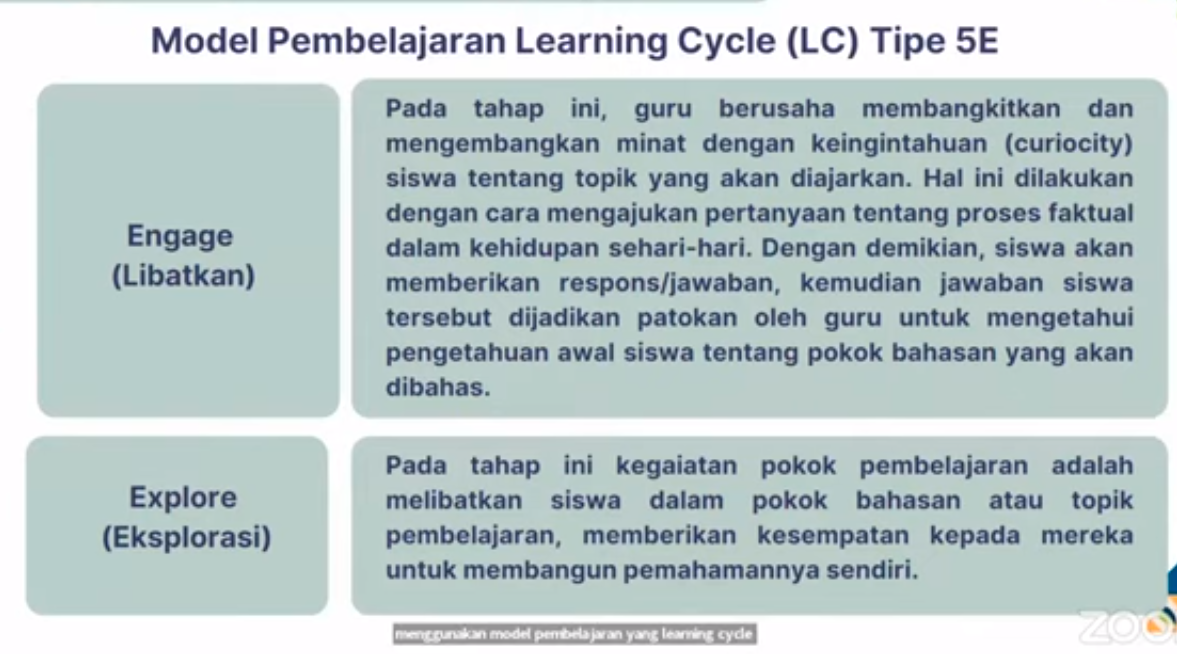 Model Pembelajaran Learning Cycle (LC) Tipe 5E
Engage
(Libatkan)
Pada tahap ini, guru berusaha membangkitkan dan
mengembangkan minat dengan keingintahuan (curiocity)
siswa tentang topik yang akan diajarkan. Hal ini dilakukan
dengan cara mengajukan pertanyaan tentang proses faktual
dalam kehidupan sehari-hari. Dengan demikian, siswa akan
memberikan respons/jawaban, kemudian jawaban siswa
tersebut dijadikan patokan oleh guru untuk mengetahui
pengetahuan awal siswa tentang pokok bahasan yang akan
dibahas.
Explore
(Eksplorasi)
Pada tahap ini kegaiatan pokok pembelajaran adalah
melibatkan siswa dalam pokok bahasan atau topik
pembelajaran, memberikan kesempatan kepada mereka
untuk membangun pemahamannya sendiri.
menggunakan model pembelajaran yang learning cycle